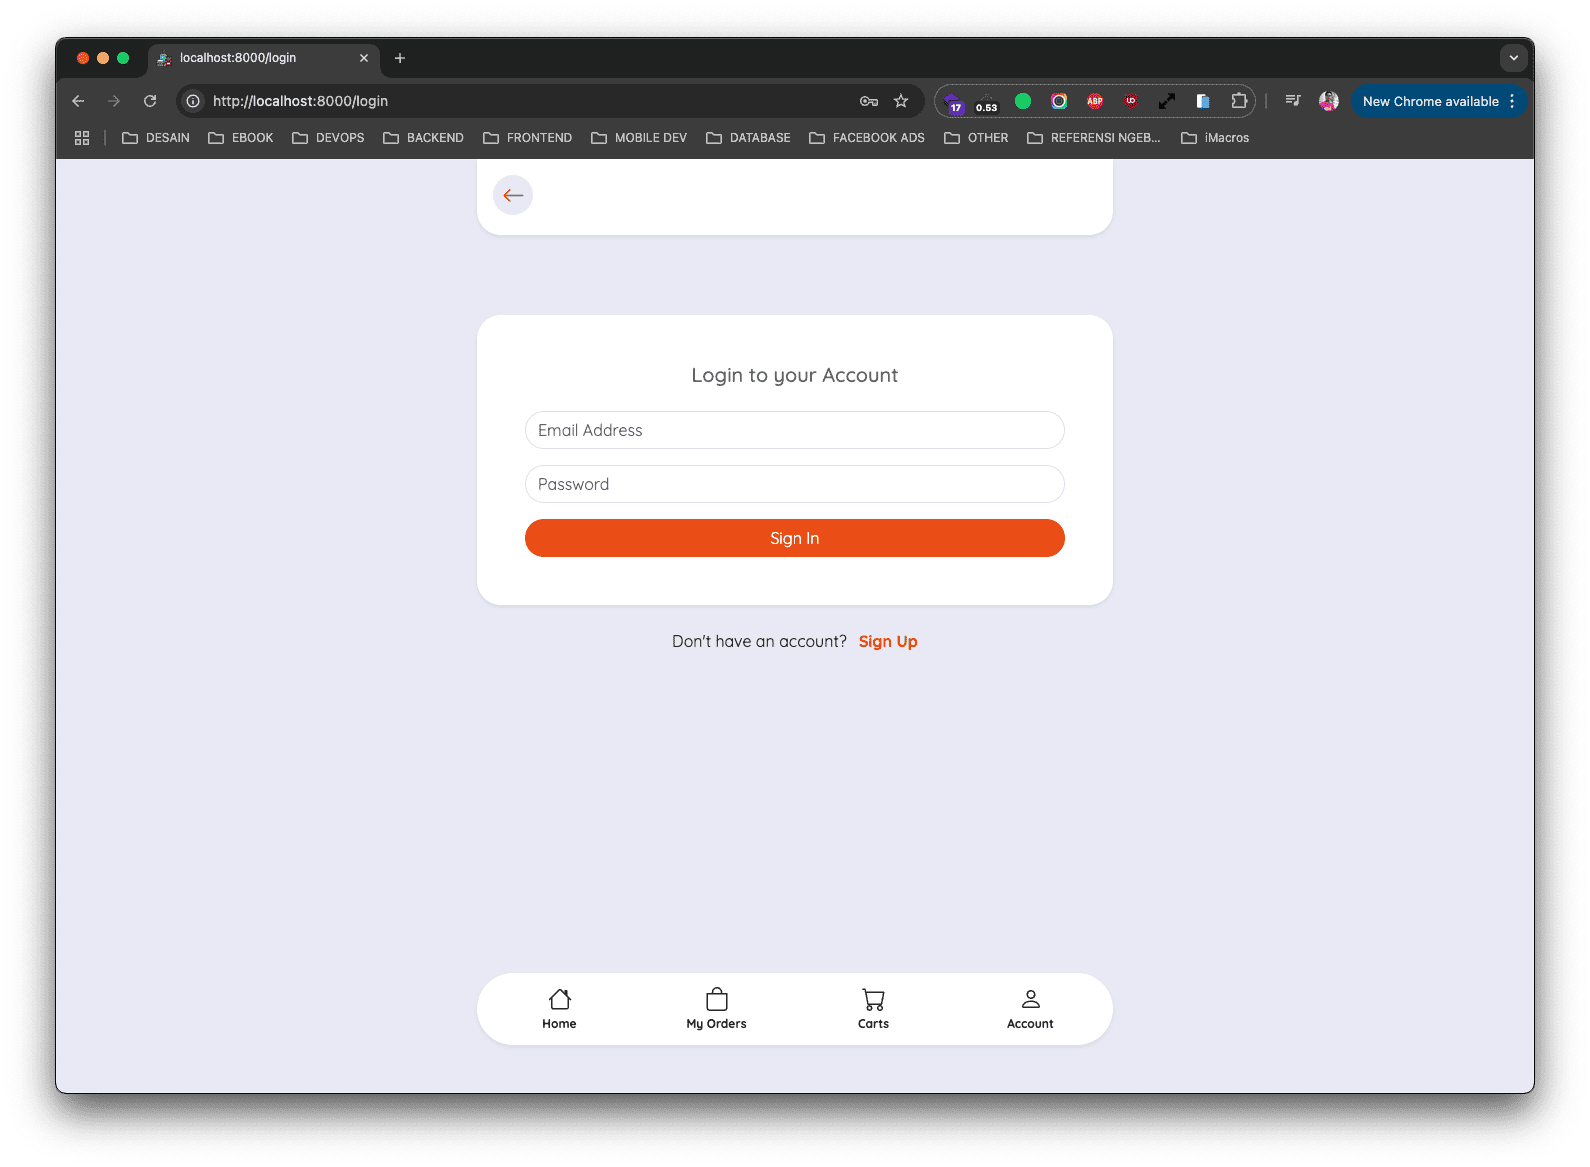 localhost:8000/login
http://localhost:8000/login
17
0.53
ABP
UO
New Chrome available
DESAIN
EBOOK
DEVOPS
BACKEND
FRONTEND
MOBILE DEV
DATABASE
FACEBOOK ADS
OTHER
REFERENSI NGEB...
iMacros
Login to your Account
Email Address
Password
Sign In
Don't have an account? Sign Up
Home
My Orders
Carts
Account